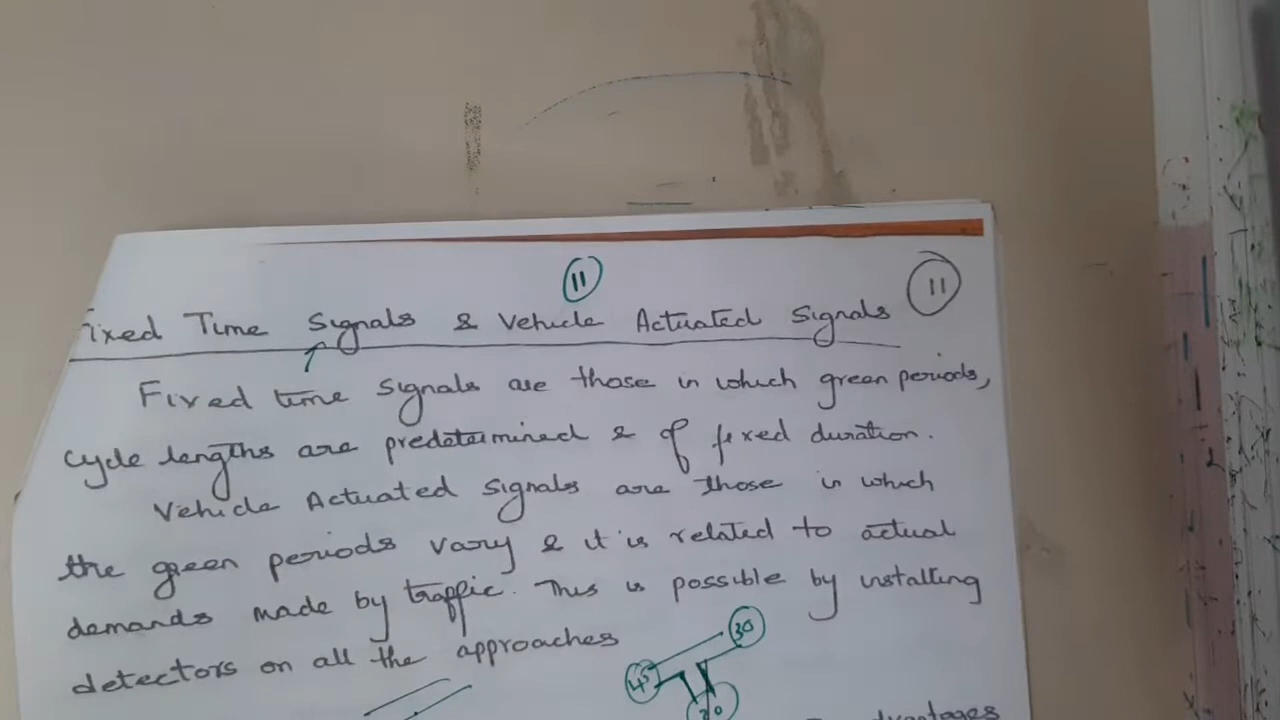 11 11
Fixed Time Signals & Vehicle Actuated Signals
Fixed time signals are those in which green periods,
cycle lengths are predetermined & of fixed duration.
Vehicle Actuated Signals are those in which
the green periods vary & it is related to actual
demands made by traffic. This is possible by installing
detectors on all the approaches
30
45